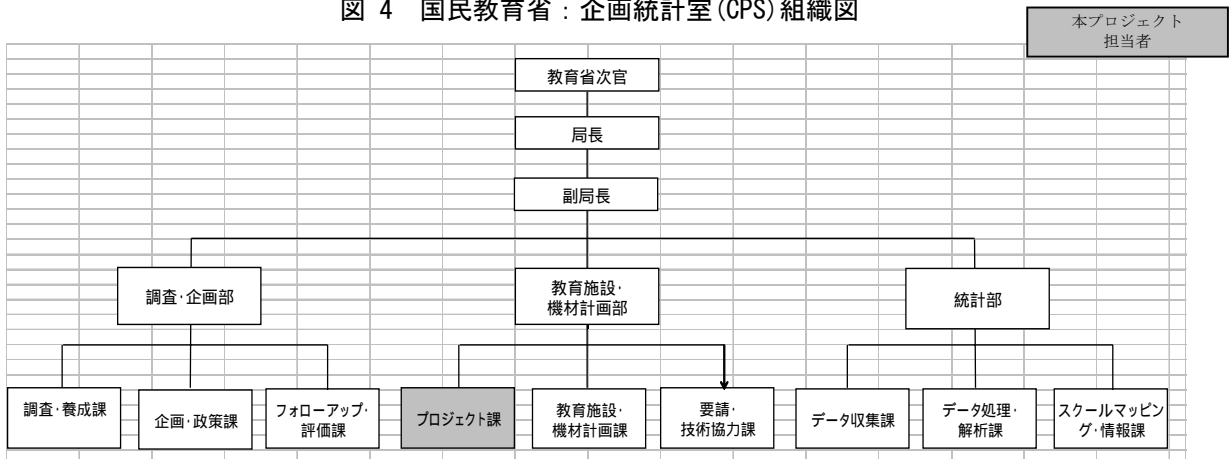 図 4 国民教育省：企画統計室(CPS)組織図
本プロジェクト
担当者
教育省次官
局長
副局長
調査・企画部
教育施設・
機材計画部
統計部
調査・養成課
企画・政策課
フォローアップ・
評価課
プロジェクト課
教育施設・
機材計画課
要請・
技術協力課
データ収集課
データ処理・
解析課
スクールマッピン
グ・情報課